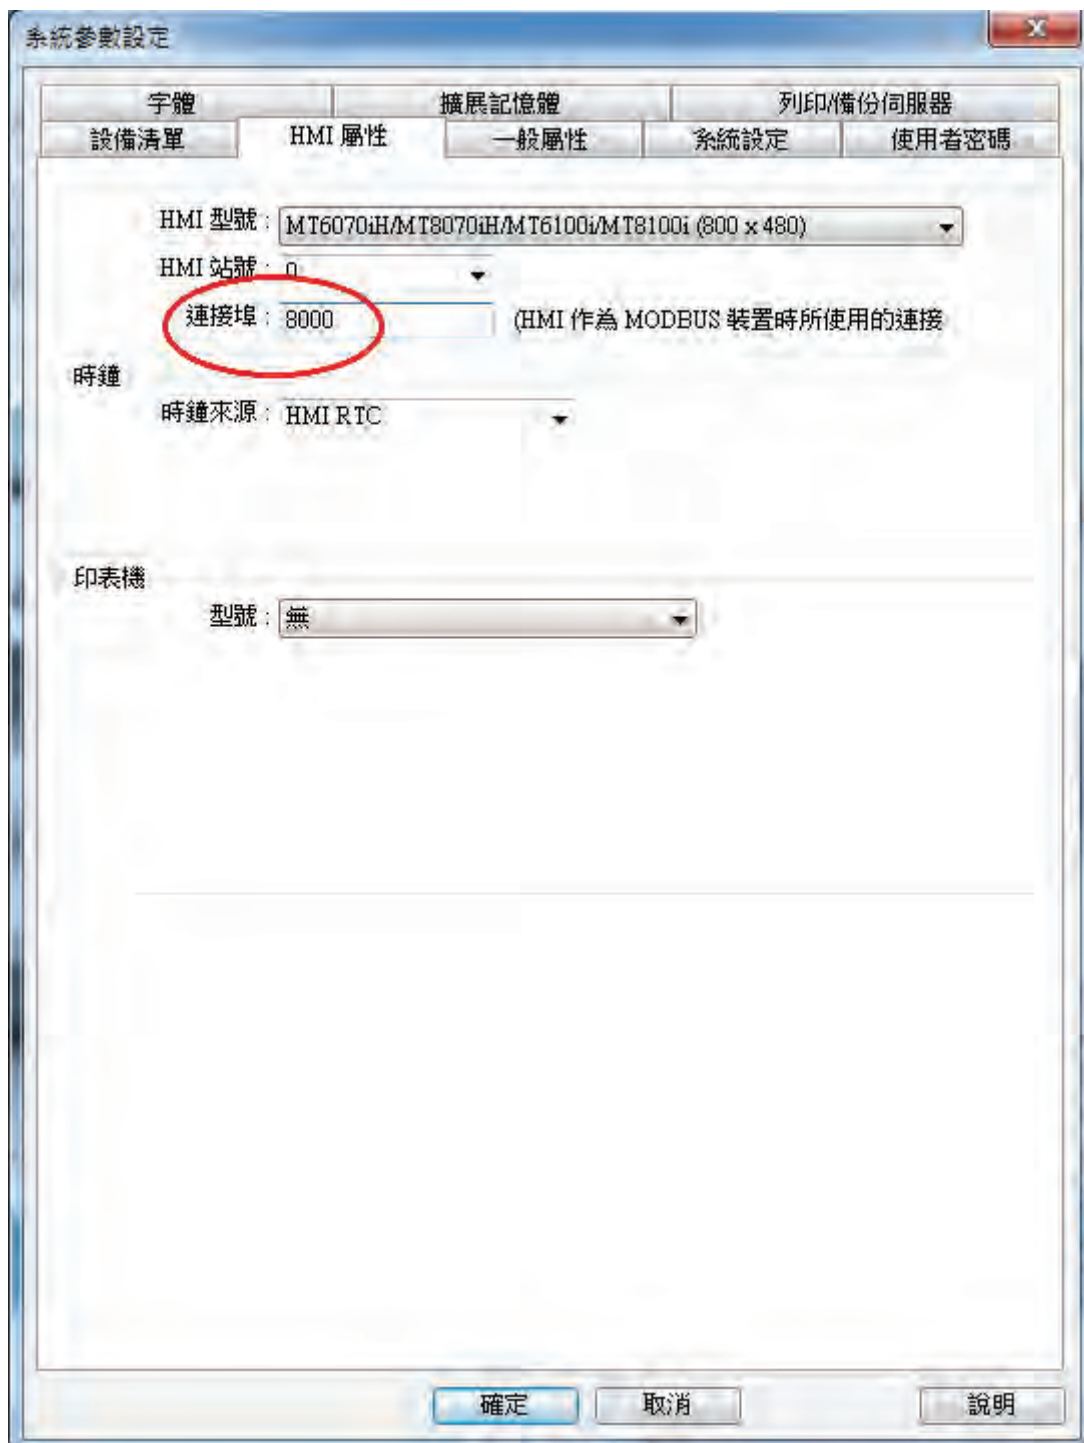 系統參數設定
字體 擴展記憶體 列印/備份伺服器
設備清單 HMI 屬性 一般屬性 系統設定 使用者密碼
HMI 型號 : MT6070iH/MT8070iH/MT6100i/MT8100i (800 x 480)
HMI 站號 : 0
連接埠 : 8000 (HMI 作為 MODBUS 裝置時所使用的連接
時鐘
時鐘來源 : HMI RTC
印表機
型號 : 無
確定 取消 說明